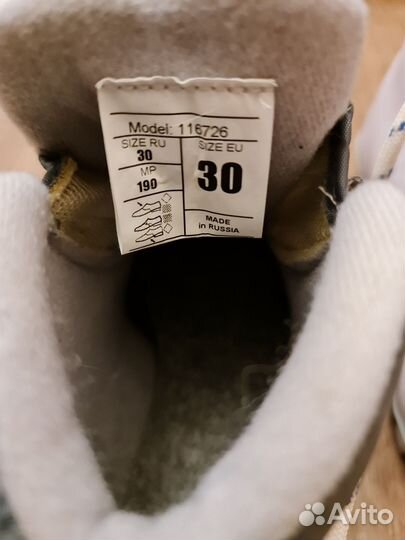 Model: 116726
SIZE RU
30
MP
190
SIZE EU
30
MADE
in RUSSIA
Avito